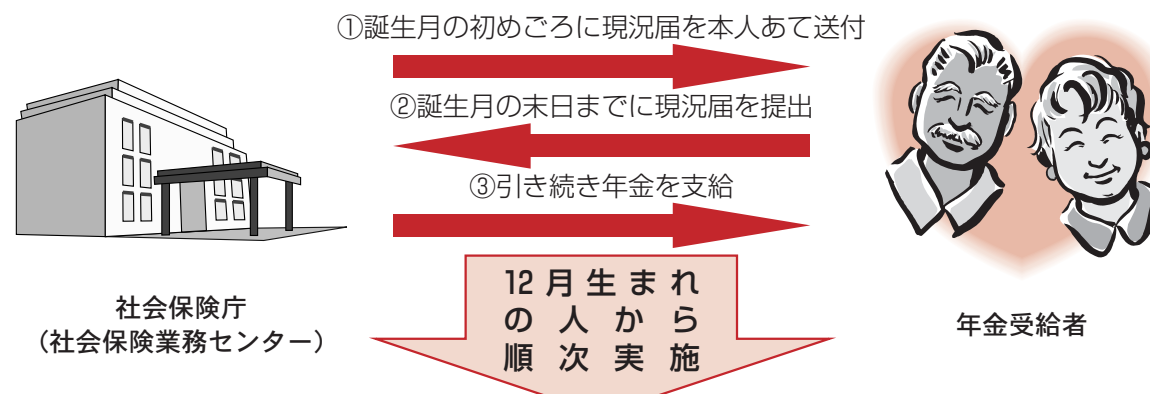 ①誕生月の初めごろに現況届を本人あて送付
②誕生月の末日までに現況届を提出
③引き続き年金を支給
12月生まれ
の人から
順次実施
社会保険庁
（社会保険業務センター）
年金受給者